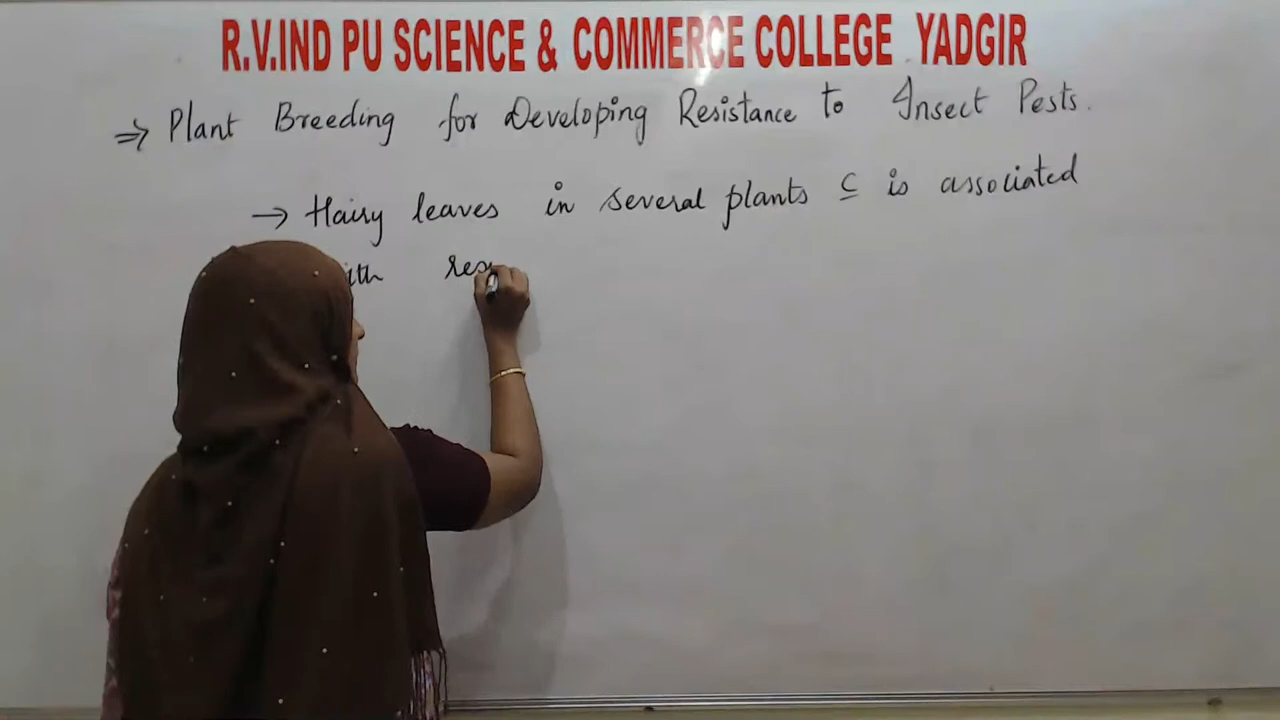 R.V.IND PU SCIENCE & COMMERCE COLLEGE YADGIR
⇒ Plant Breeding for Developing Resistance to Insect Pests.
→ Hairy leaves in several plants c is associated
ith res